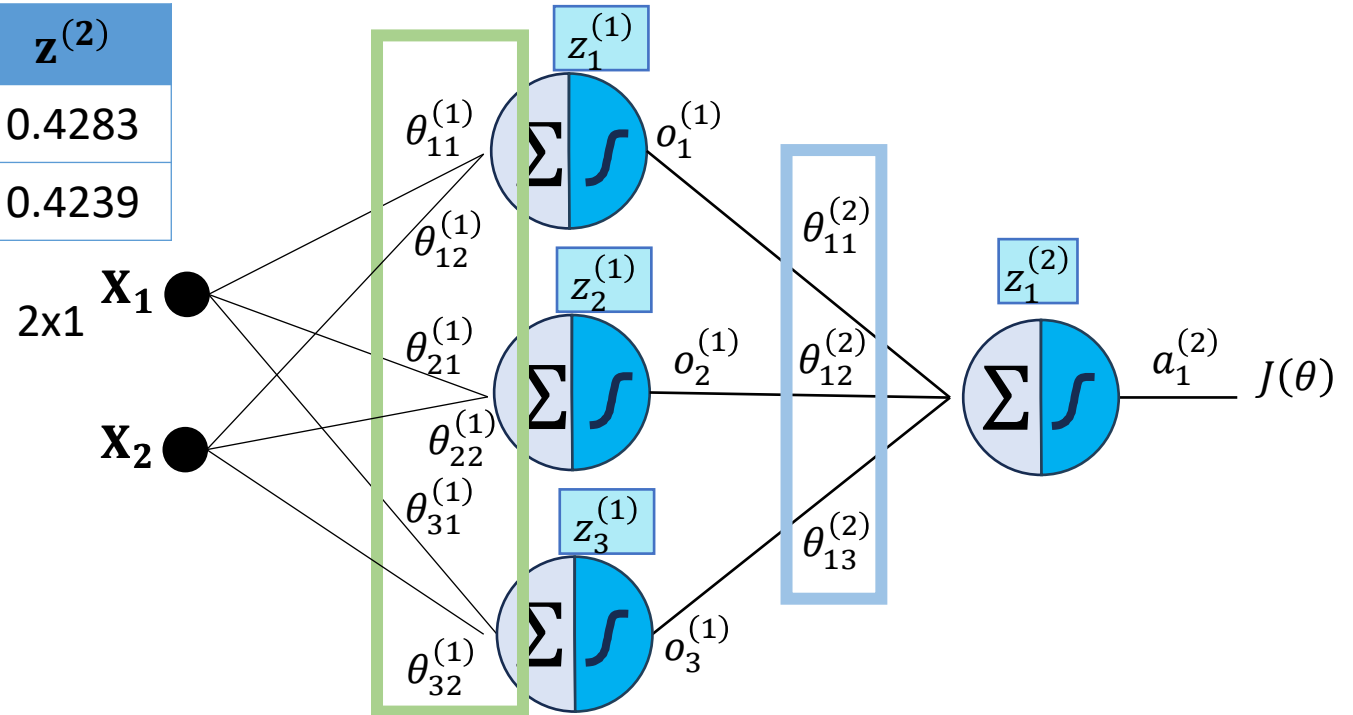 z⁽²⁾
0.4283
0.4239
2x1
X₁
X₂
θ₁₁⁽¹⁾
θ₁₂⁽¹⁾
θ₂₁⁽¹⁾
θ₂₂⁽¹⁾
θ₃₁⁽¹⁾
θ₃₂⁽¹⁾
z₁⁽¹⁾
Σ ∫
o₁⁽¹⁾
z₂⁽¹⁾
Σ ∫
o₂⁽¹⁾
z₃⁽¹⁾
Σ ∫
o₃⁽¹⁾
θ₁₁⁽²⁾
θ₁₂⁽²⁾
θ₁₃⁽²⁾
z₁⁽²⁾
Σ ∫
a₁⁽²⁾
J(θ)